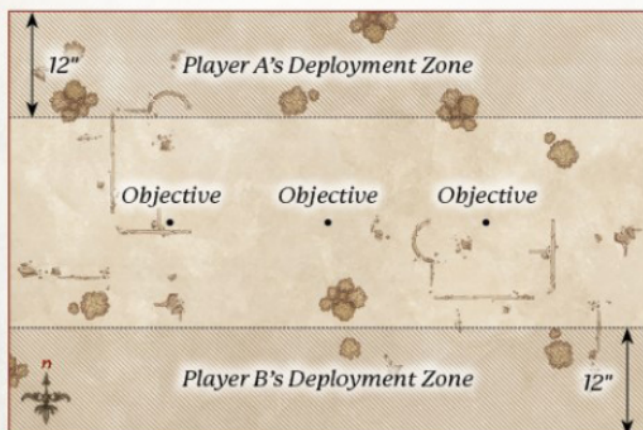 12"
Player A's Deployment Zone
Objective
Objective
Objective
n
Player B's Deployment Zone
12"